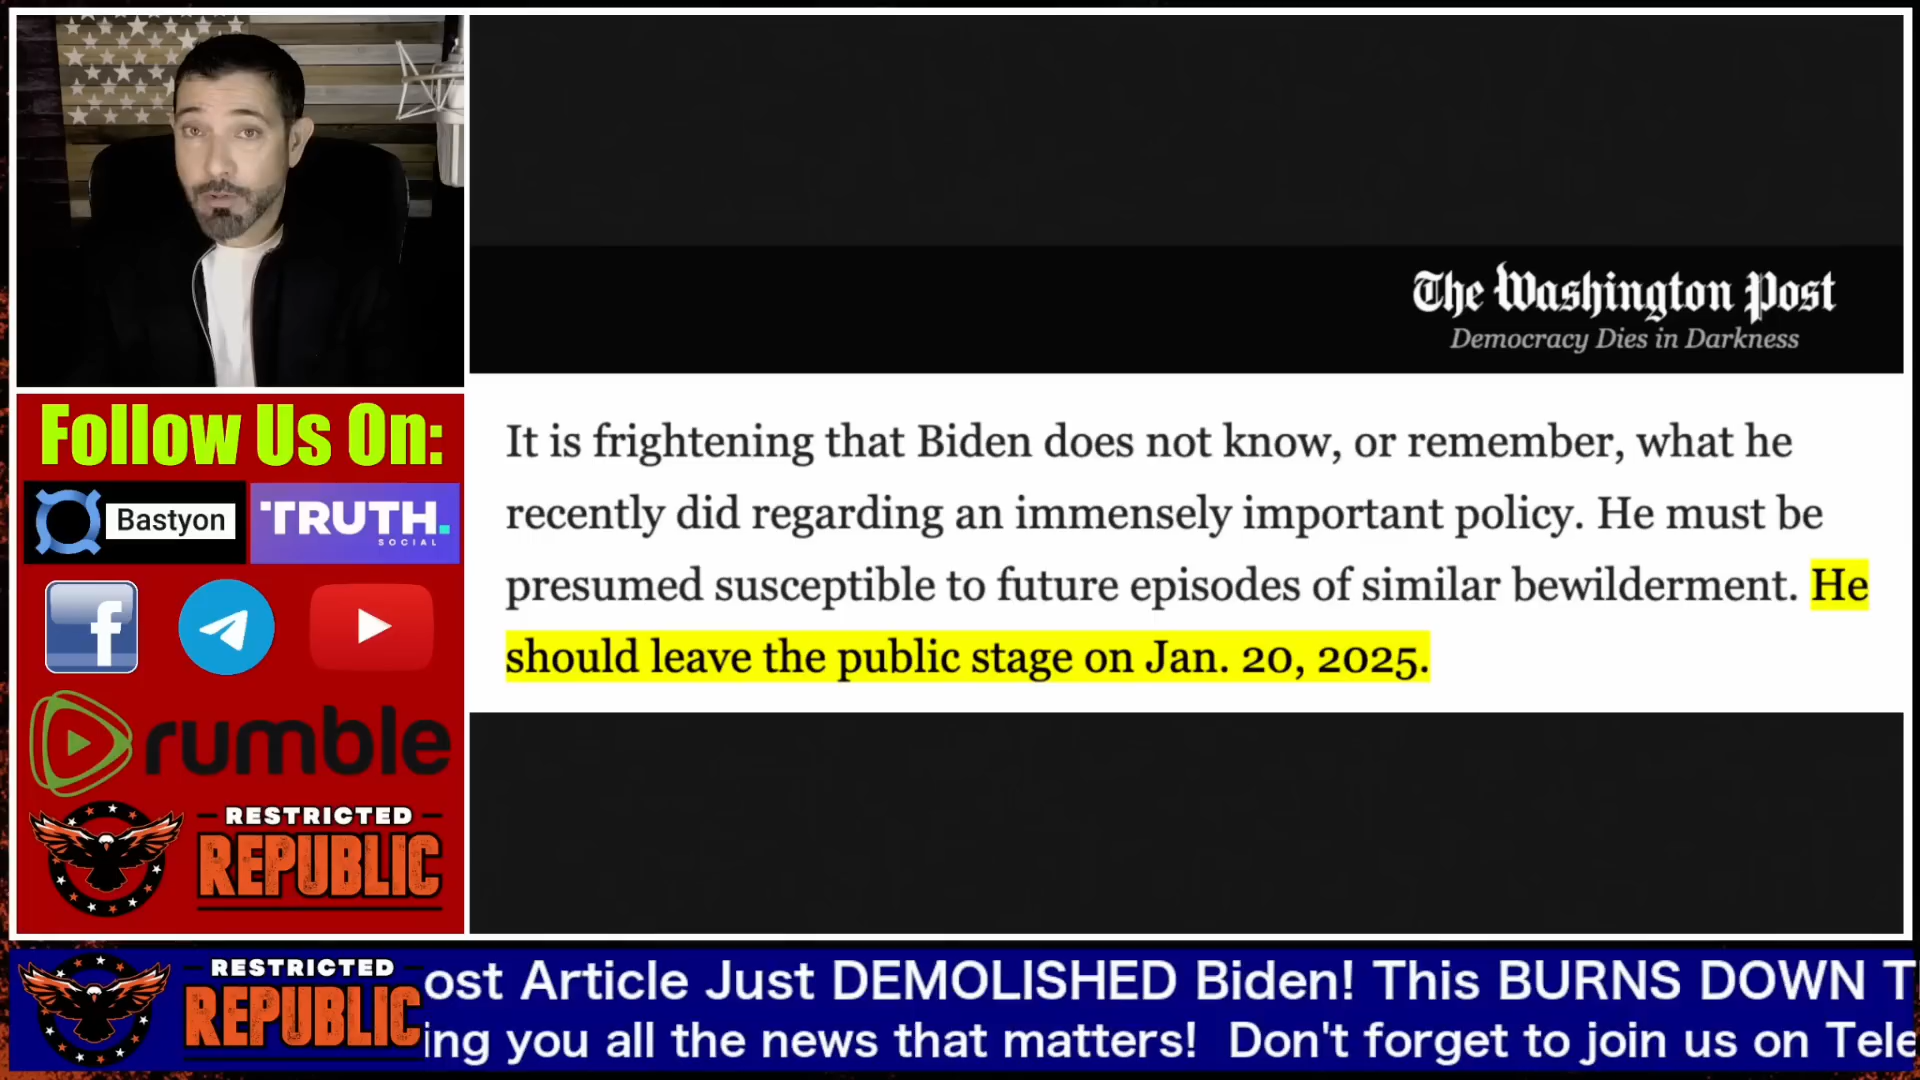 The Washington Post
Democracy Dies in Darkness
It is frightening that Biden does not know, or remember, what he
recently did regarding an immensely important policy. He must be
presumed susceptible to future episodes of similar bewilderment. He
should leave the public stage on Jan. 20, 2025.
Follow Us On:
Bastyon
TRUTH.
SOCIAL
f
rumble
RESTRICTED
REPUBLIC
RESTRICTED
REPUBLIC
ost Article Just DEMOLISHED Biden! This BURNS DOWN T
ing you all the news that matters! Don't forget to join us on Tele